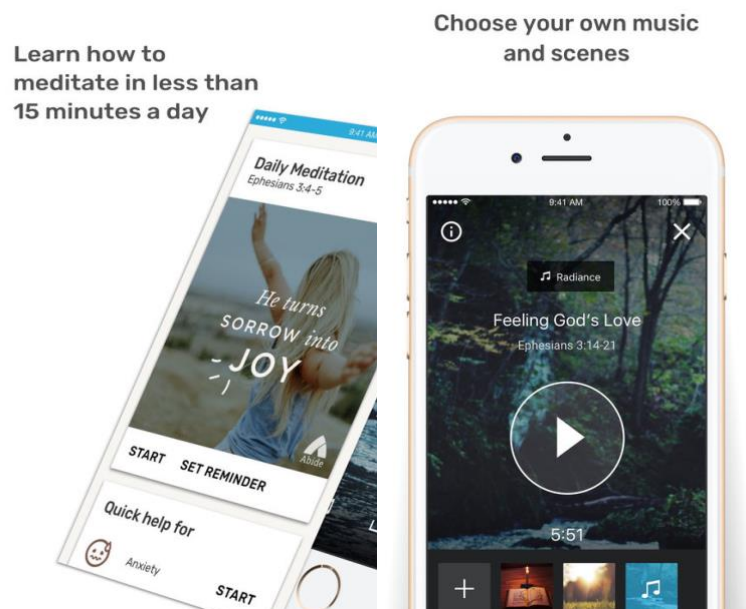 Learn how to
meditate in less than
15 minutes a day
9:41 AM
Daily Meditation
Ephesians 3:4-5
He turns
SORROW into
JOY
Abide
START SET REMINDER
Quick help for
Anxiety
START
Choose your own music
and scenes
9:41 AM 100%
Radiance
Feeling God's Love
Ephesians 3:14-21
5:51